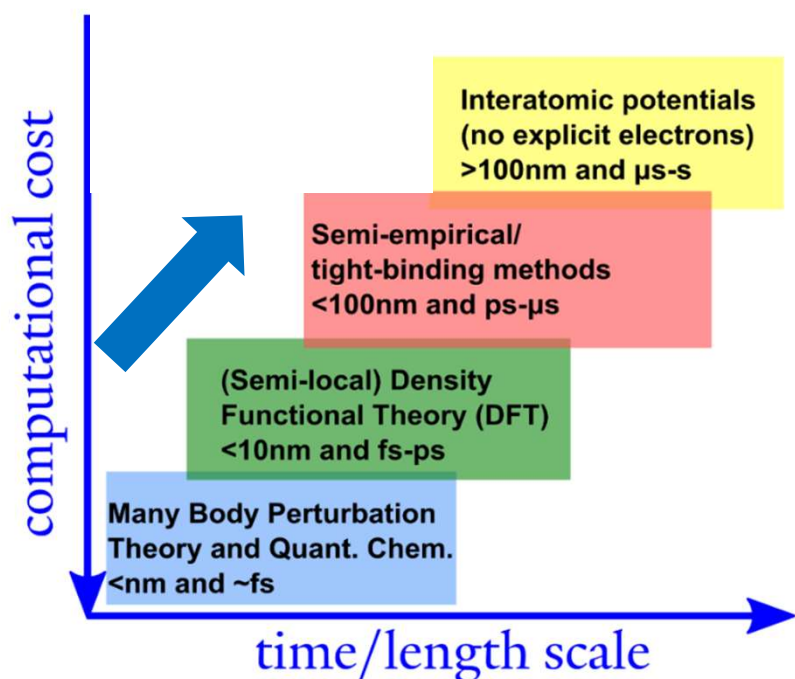 computational cost
Interatomic potentials
(no explicit electrons)
>100nm and µs-s
Semi-empirical/
tight-binding methods
<100nm and ps-µs
(Semi-local) Density
Functional Theory (DFT)
<10nm and fs-ps
Many Body Perturbation
Theory and Quant. Chem.
<nm and ~fs
time/length scale